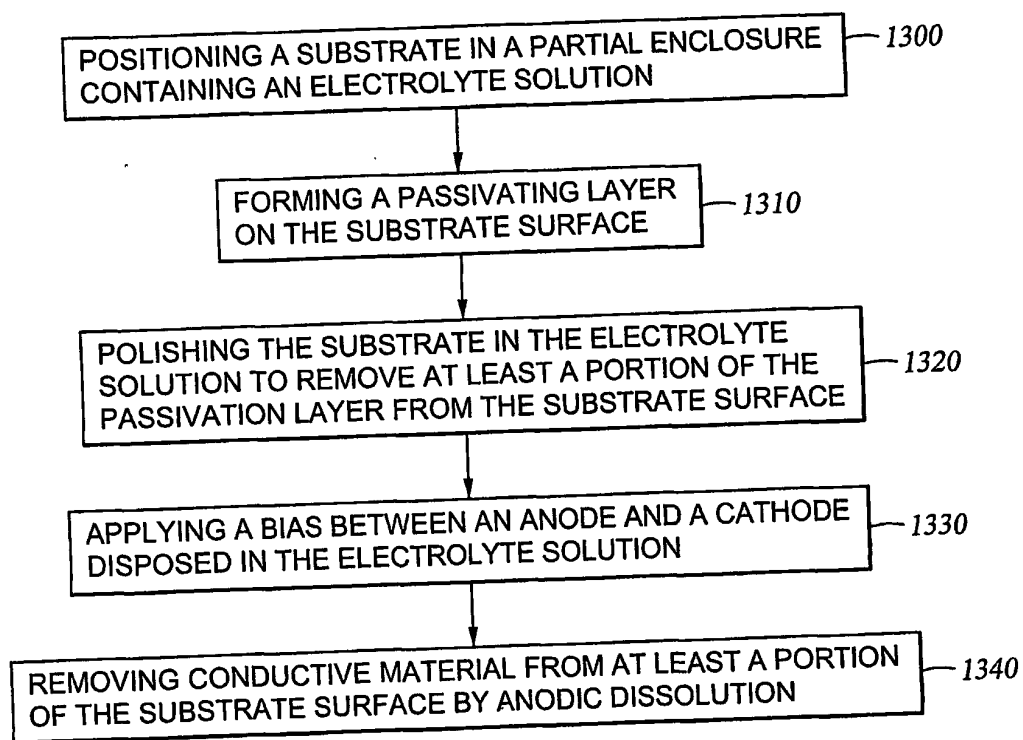 POSITIONING A SUBSTRATE IN A PARTIAL ENCLOSURE
CONTAINING AN ELECTROLYTE SOLUTION
1300
FORMING A PASSIVATING LAYER
ON THE SUBSTRATE SURFACE
1310
POLISHING THE SUBSTRATE IN THE ELECTROLYTE
SOLUTION TO REMOVE AT LEAST A PORTION OF THE
PASSIVATION LAYER FROM THE SUBSTRATE SURFACE
1320
APPLYING A BIAS BETWEEN AN ANODE AND A CATHODE
DISPOSED IN THE ELECTROLYTE SOLUTION
1330
REMOVING CONDUCTIVE MATERIAL FROM AT LEAST A PORTION
OF THE SUBSTRATE SURFACE BY ANODIC DISSOLUTION
1340